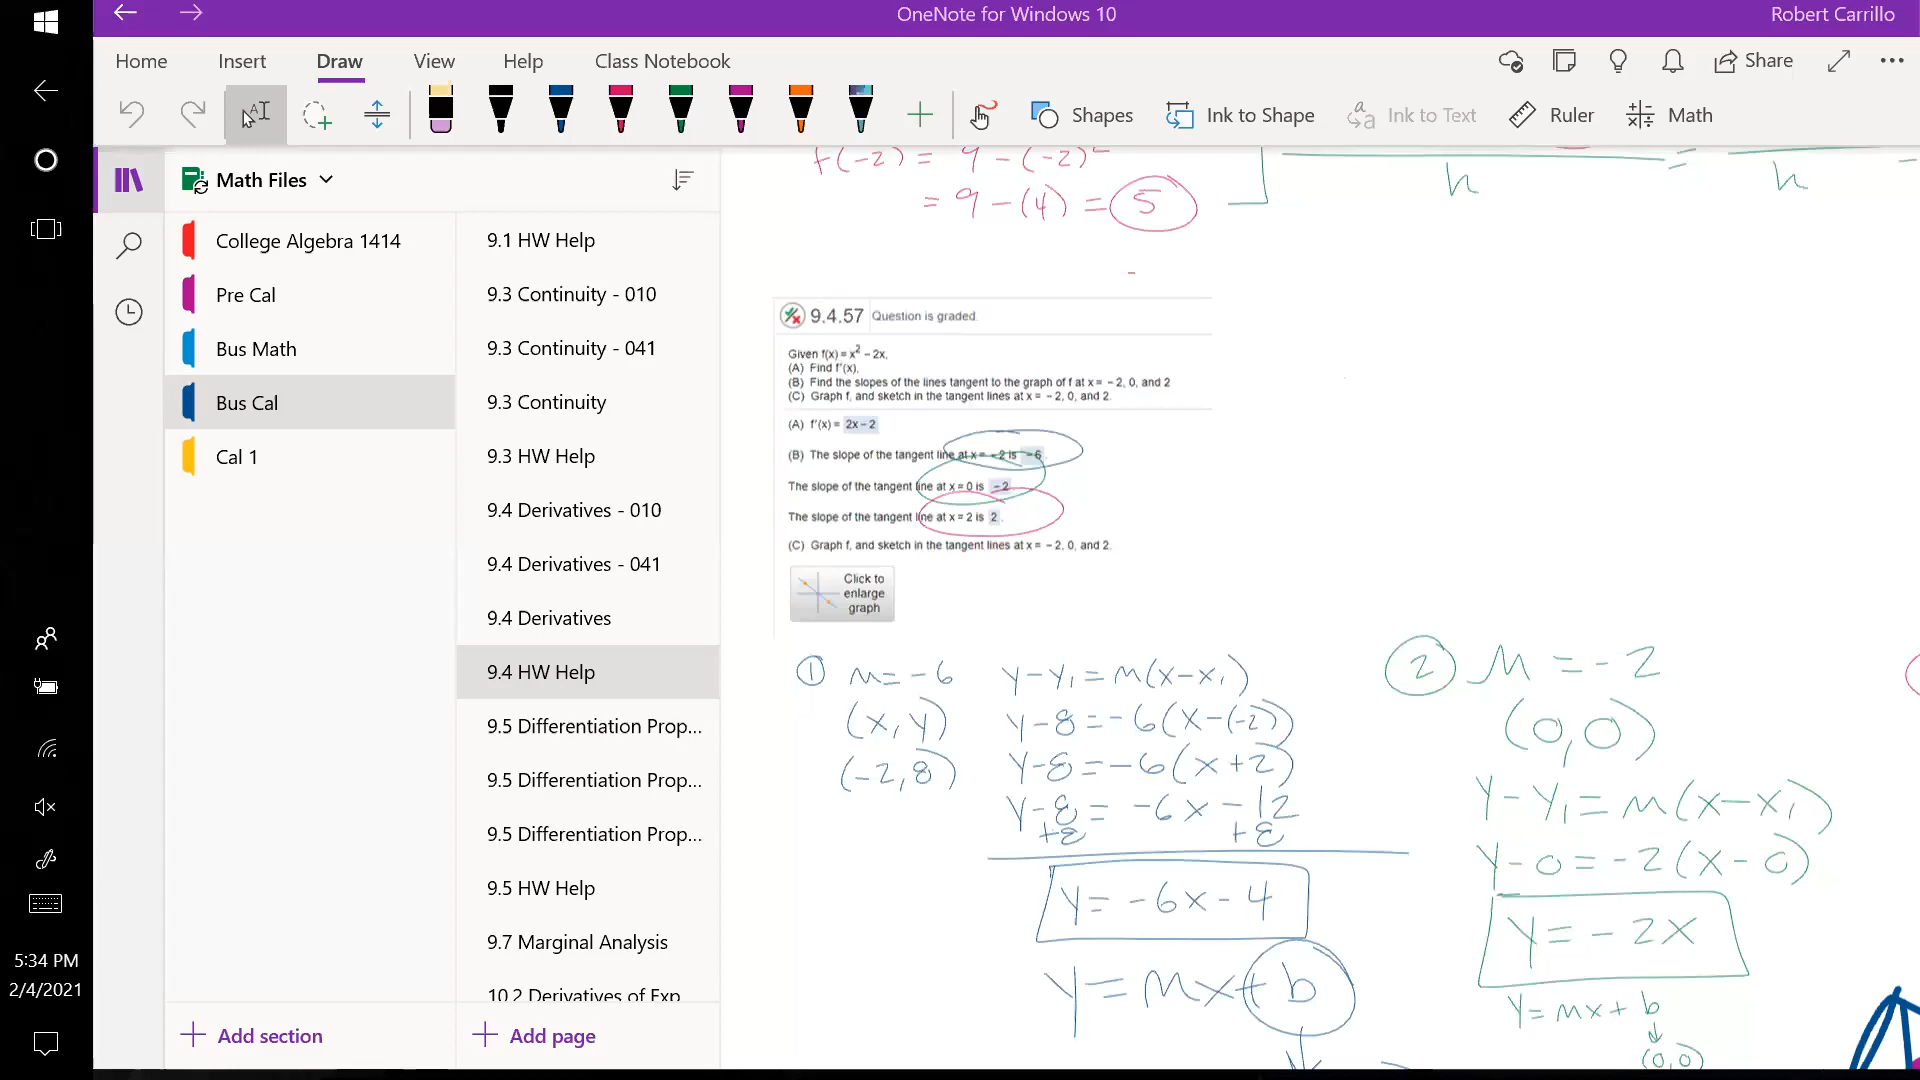 OneNote for Windows 10
Robert Carrillo
Home Insert Draw View Help Class Notebook
Share
Shapes Ink to Shape Ink to Text Ruler Math
Math Files
College Algebra 1414
Pre Cal
Bus Math
Bus Cal
Cal 1
Add section
9.1 HW Help
9.3 Continuity - 010
9.3 Continuity - 041
9.3 Continuity
9.3 HW Help
9.4 Derivatives - 010
9.4 Derivatives - 041
9.4 Derivatives
9.4 HW Help
9.5 Differentiation Prop...
9.5 Differentiation Prop...
9.5 Differentiation Prop...
9.5 HW Help
9.7 Marginal Analysis
10.2 Derivatives of Exp
Add page
f(-2) = 9 - (-2)²
= 9 - (4) = 5
h = h =
9.4.57 Question is graded.
Given f(x) = x² - 2x,
(A) Find f'(x).
(B) Find the slopes of the lines tangent to the graph of f at x = -2, 0, and 2
(C) Graph f, and sketch in the tangent lines at x = -2, 0, and 2.
(A) f'(x) = 2x - 2
(B) The slope of the tangent line at x = -2 is -6
The slope of the tangent line at x = 0 is -2
The slope of the tangent line at x = 2 is 2.
(C) Graph f, and sketch in the tangent lines at x = -2, 0, and 2.
Click to
enlarge
graph
1 m = -6
(x, y)
(-2, 8)
y - y₁ = m(x - x₁)
y - 8 = -6(x - (-2))
y - 8 = -6(x + 2)
y - 8 = -6x - 12
+8 +8
y = -6x - 4
y = mx + b
2 m = -2
(0,0)
y - y₁ = m(x - x₁)
y - 0 = -2(x - 0)
y = -2x
y = mx + b
(0,0)
5:34 PM
2/4/2021